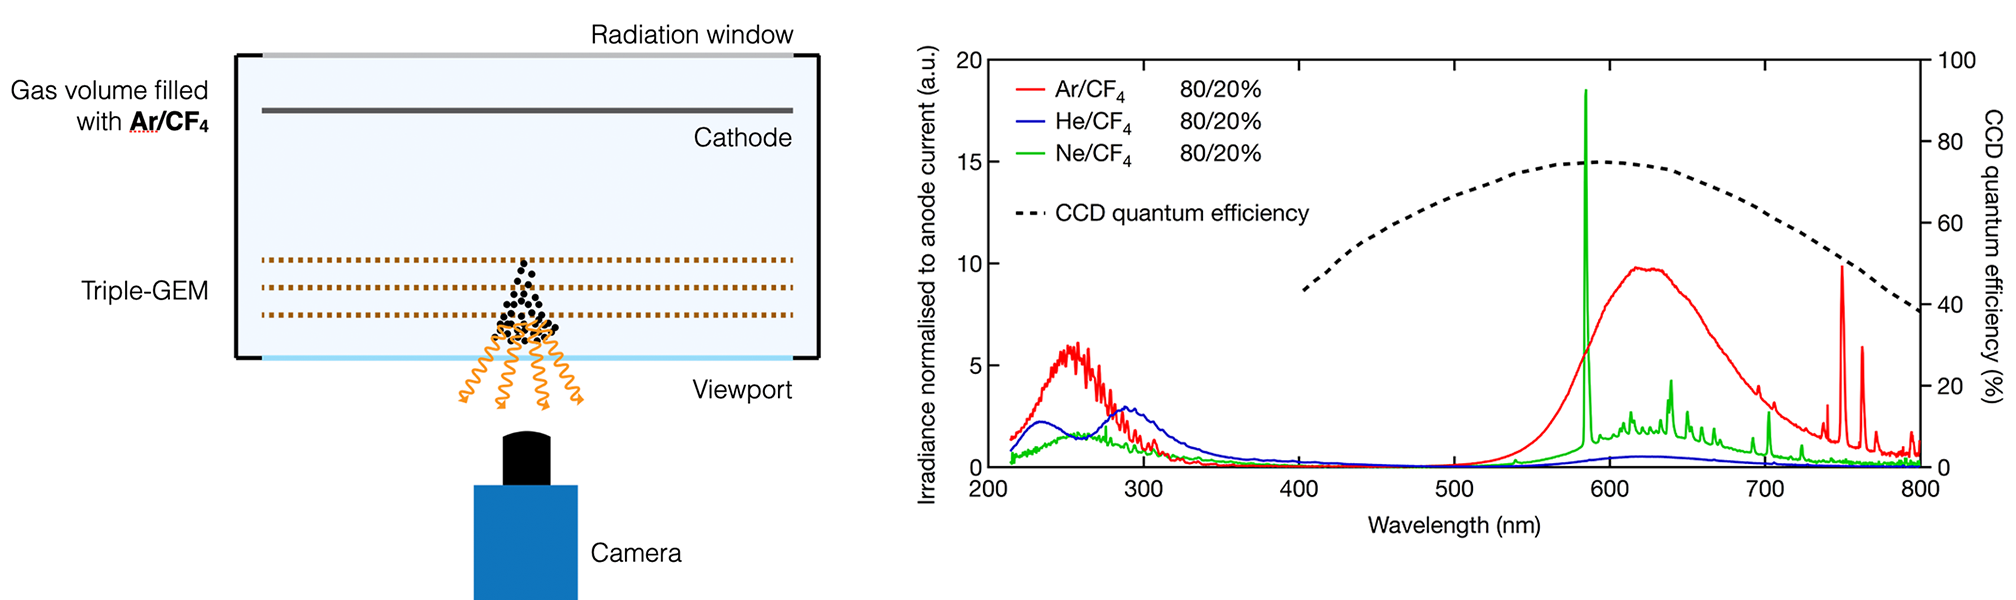 Radiation window
Gas volume filled
with Ar/CF₄
Cathode
Triple-GEM
Viewport
Camera
Irradiance normalised to anode current (a.u.)
20
15
10
5
0
Ar/CF₄ 80/20%
He/CF₄ 80/20%
Ne/CF₄ 80/20%
CCD quantum efficiency
100
80
60
40
20
0
CCD quantum efficiency (%)
200 300 400 500 600 700 800
Wavelength (nm)